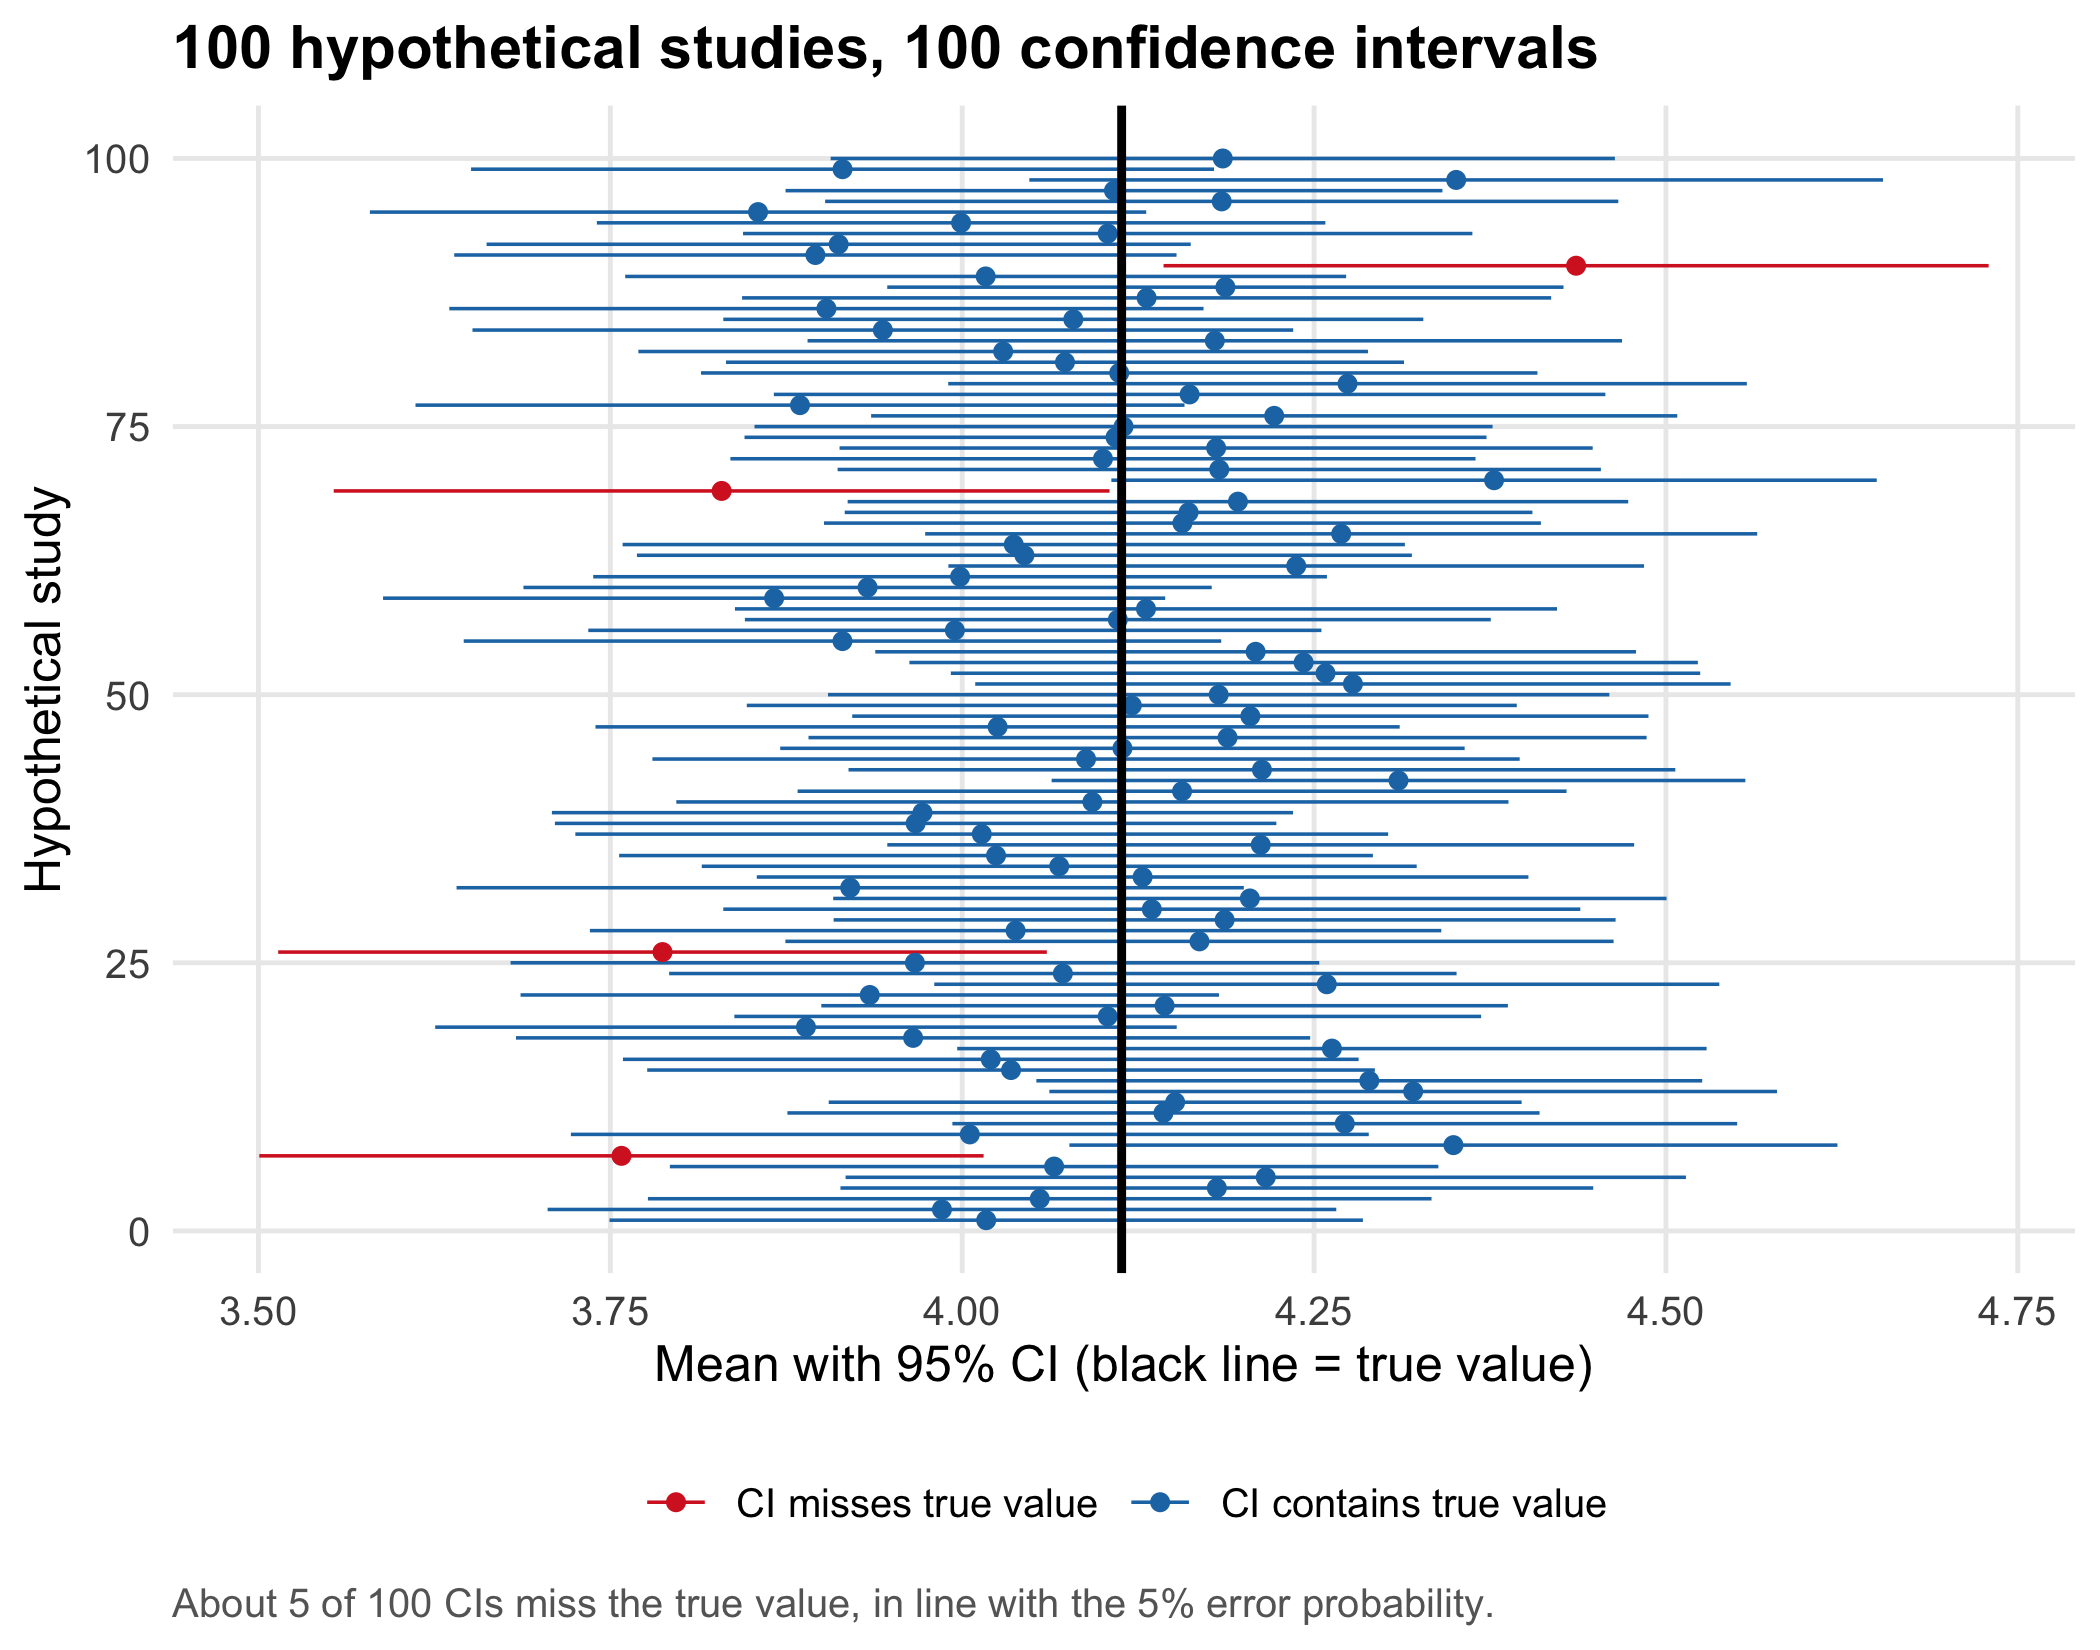 100 hypothetical studies, 100 confidence intervals
Hypothetical study
100
75
50
25
0
3.50 3.75 4.00 4.25 4.50 4.75
Mean with 95% CI (black line = true value)
CI misses true value CI contains true value
About 5 of 100 CIs miss the true value, in line with the 5% error probability.